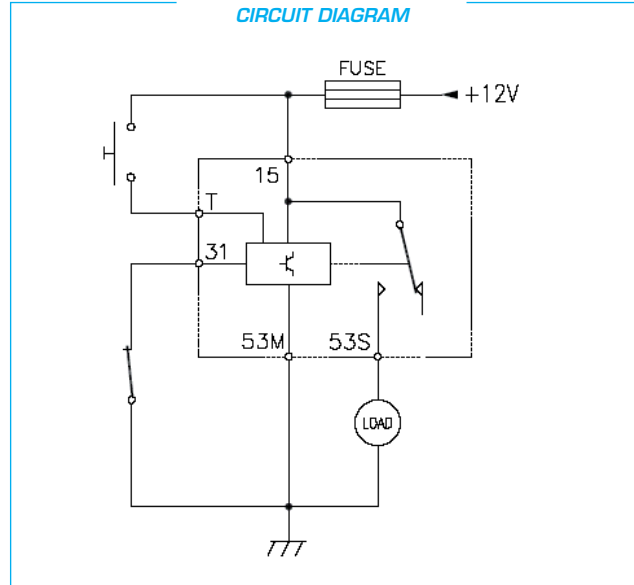 CIRCUIT DIAGRAM
FUSE
+12V
15
T
31
53M 53S
LOAD